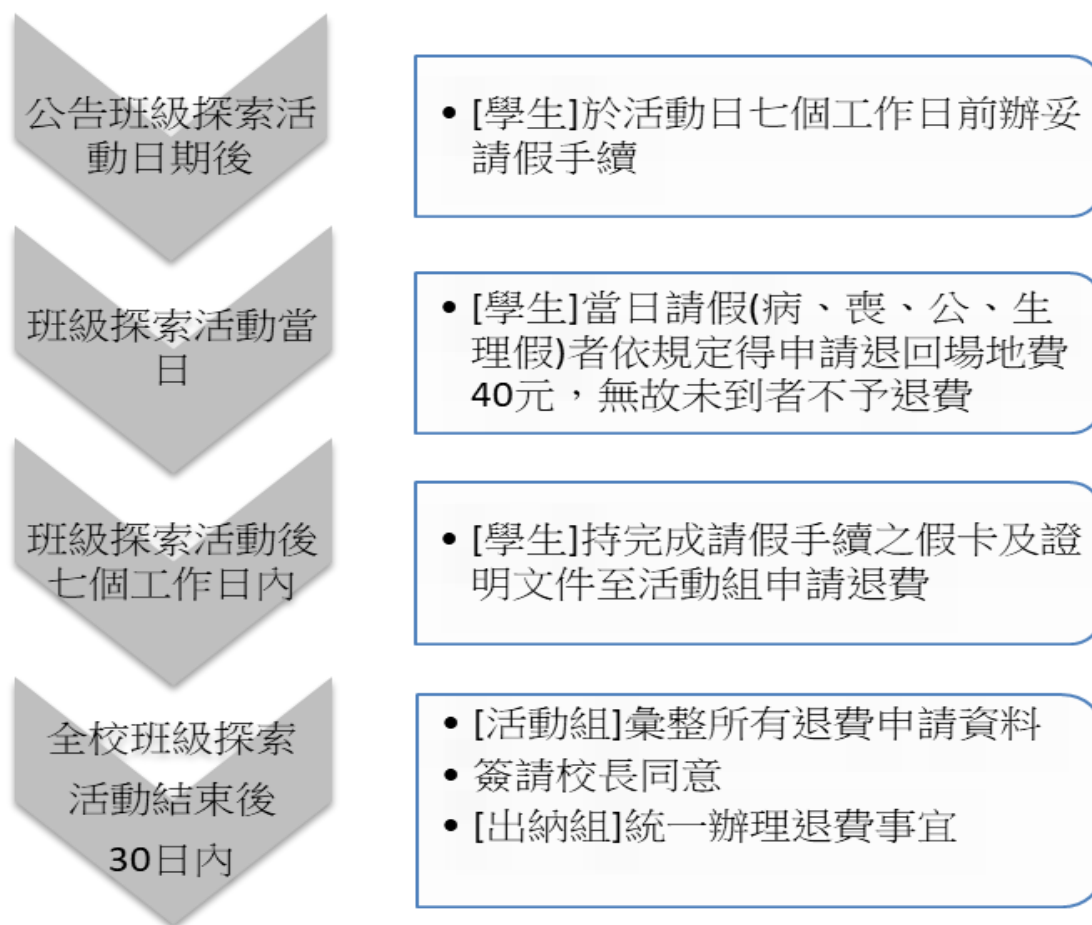 公告班級探索活
動日期後
• [學生]於活動日七個工作日前辦妥
請假手續
班級探索活動當
日
• [學生]當日請假(病、喪、公、生
理假)者依規定得申請退回場地費
40元，無故未到者不予退費
班級探索活動後
七個工作日內
• [學生]持完成請假手續之假卡及證
明文件至活動組申請退費
全校班級探索
活動結束後
30日內
• [活動組]彙整所有退費申請資料
• 簽請校長同意
• [出納組]統一辦理退費事宜